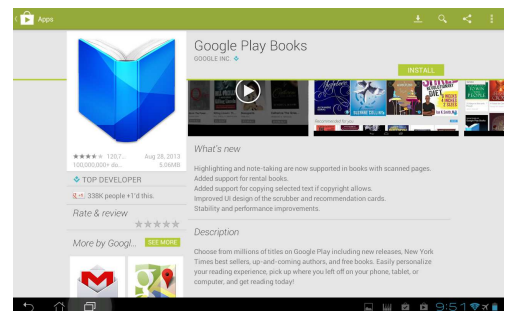 Apps
Google Play Books
GOOGLE INC.
INSTALL
120,7..
Aug 28, 2013
100,000,000+ do...
5.06MB
TOP DEVELOPER
338K people +1'd this.
Rate & review
More by Googl...
SEE MORE
What's new
Highlighting and note-taking are now supported in books with scanned pages.
Added support for rental books.
Added support for copying selected text if copyright allows.
Improved UI design of the scrubber and recommendation cards.
Stability and performance improvements.
Description
Choose from millions of titles on Google Play including new releases, New York
Times best sellers, up-and-coming authors, and free books. Easily personalize
your reading experience, pick up where you left off on your phone, tablet, or
computer, and get reading today!
9:51